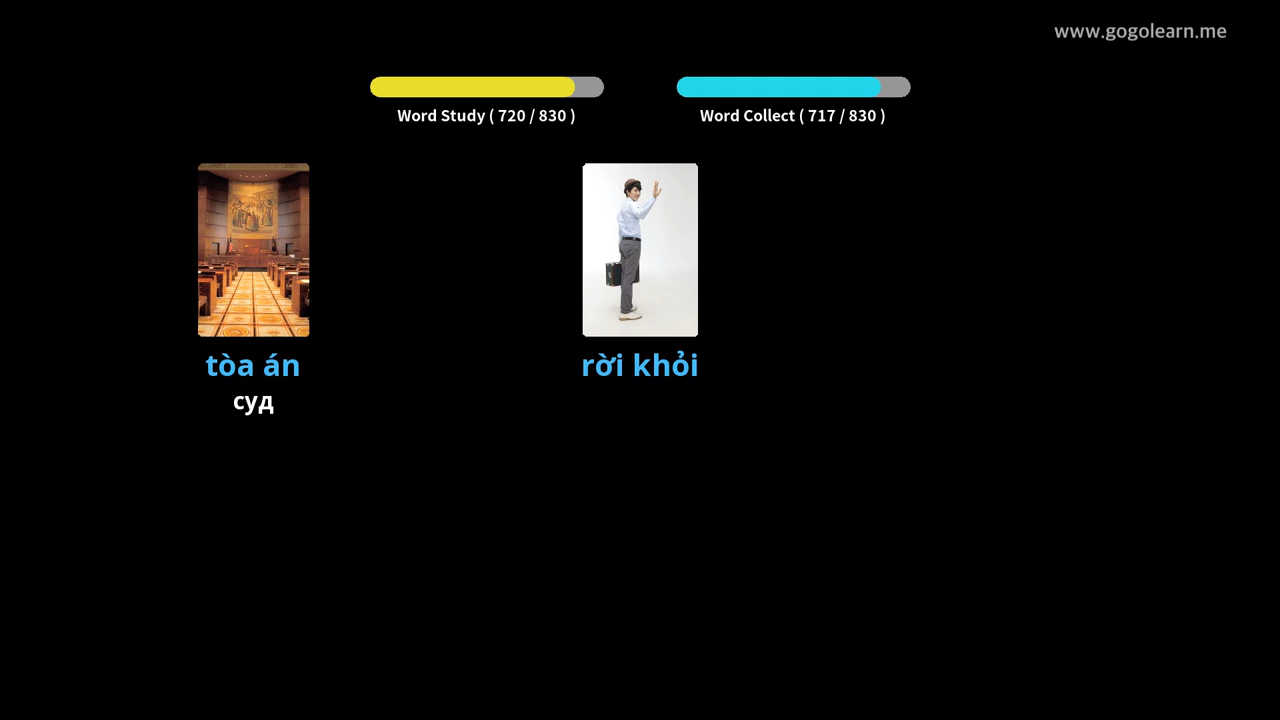 www.gogolearn.me
Word Study ( 720 / 830 )
Word Collect ( 717 / 830 )
tòa án
rời khỏi
суд